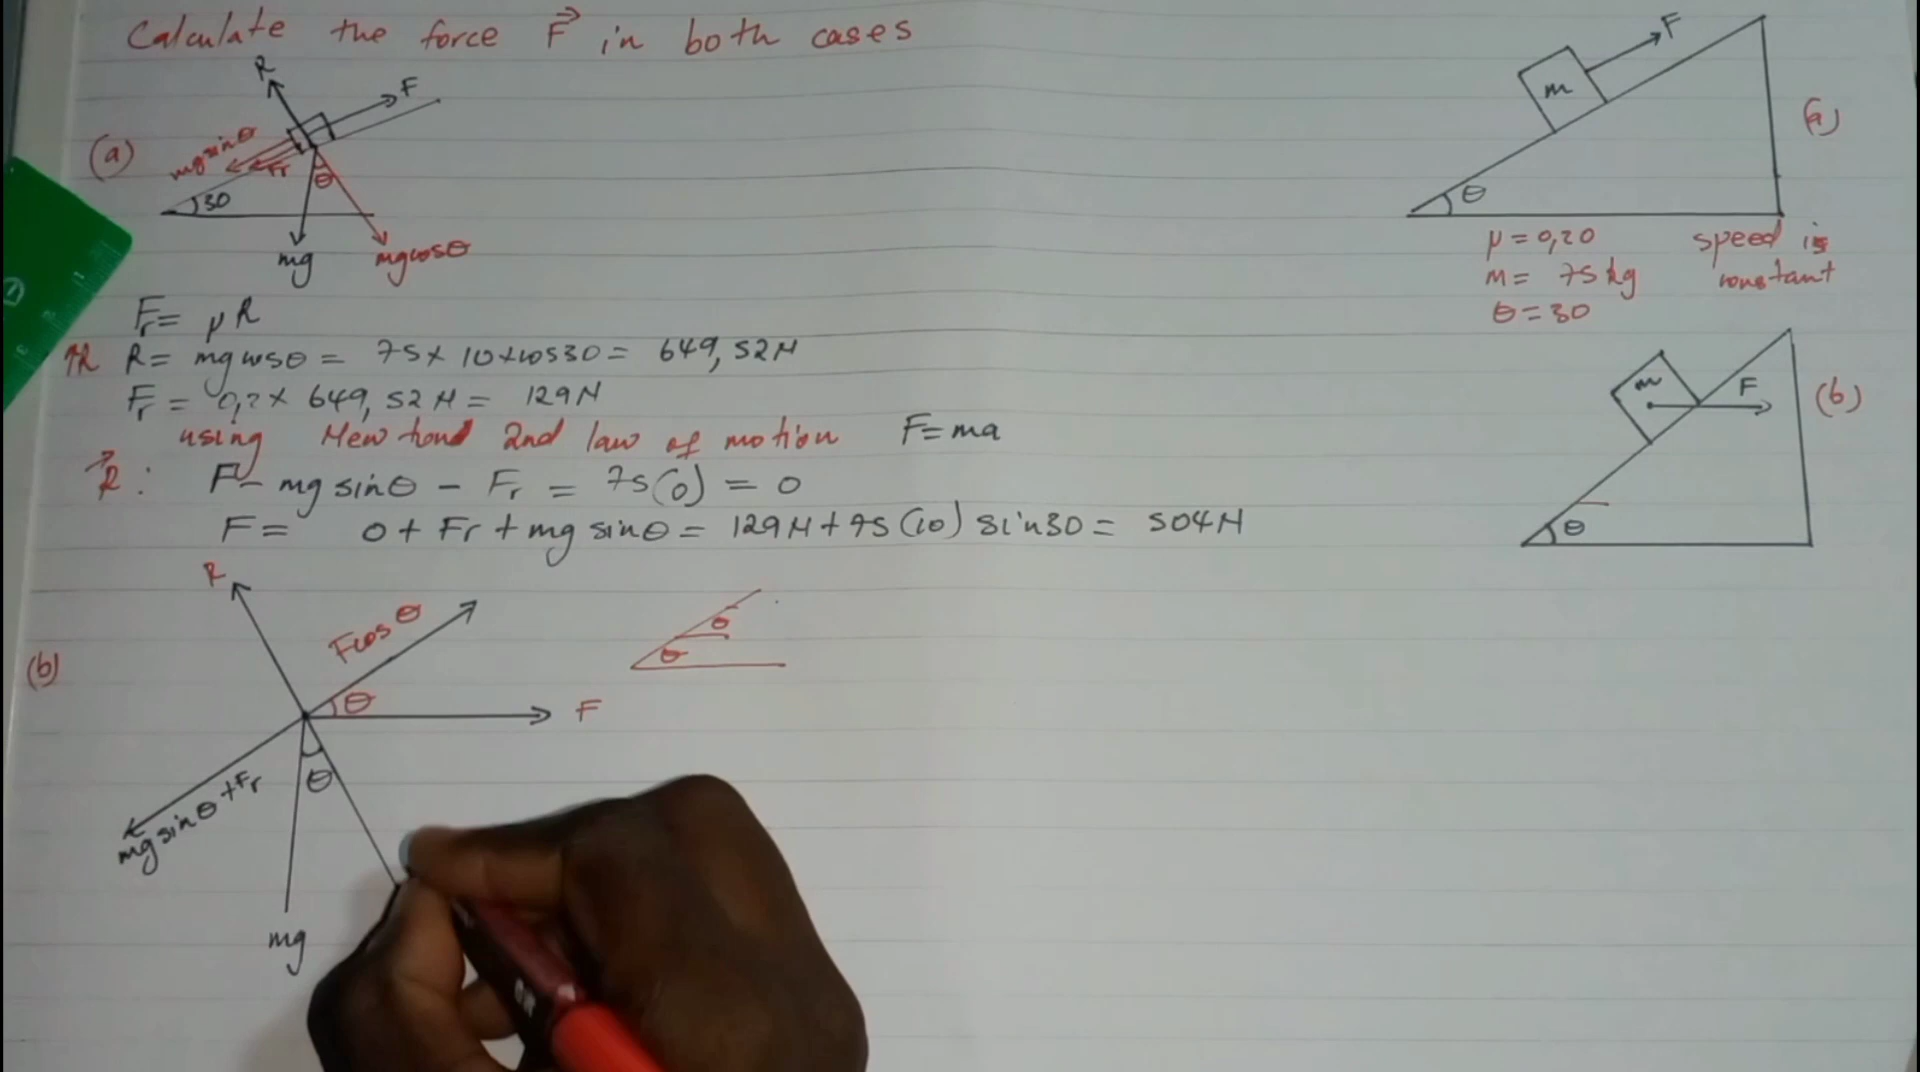 Calculate the force F⃗ in both cases
R
F
(a)
mg sinθ
Fr
θ
30
mg
mgcosθ
F
m
(a)
θ
μ = 0,20
m = 75 kg
θ = 30
speed is
constant
Fr = μR
R = mgcosθ = 75 × 10 × cos30 = 649,52N
Fr = 0,2 × 649,52N = 129N
using Newtons 2nd law of motion F = ma
R: F - mg sinθ - Fr = 75(0) = 0
F = 0 + Fr + mg sinθ = 129N + 75(10) sin30 = 504N
m
F
(b)
θ
(b)
R
Fcosθ
θ
F
mg sinθ + Fr
θ
mg
θ
θ